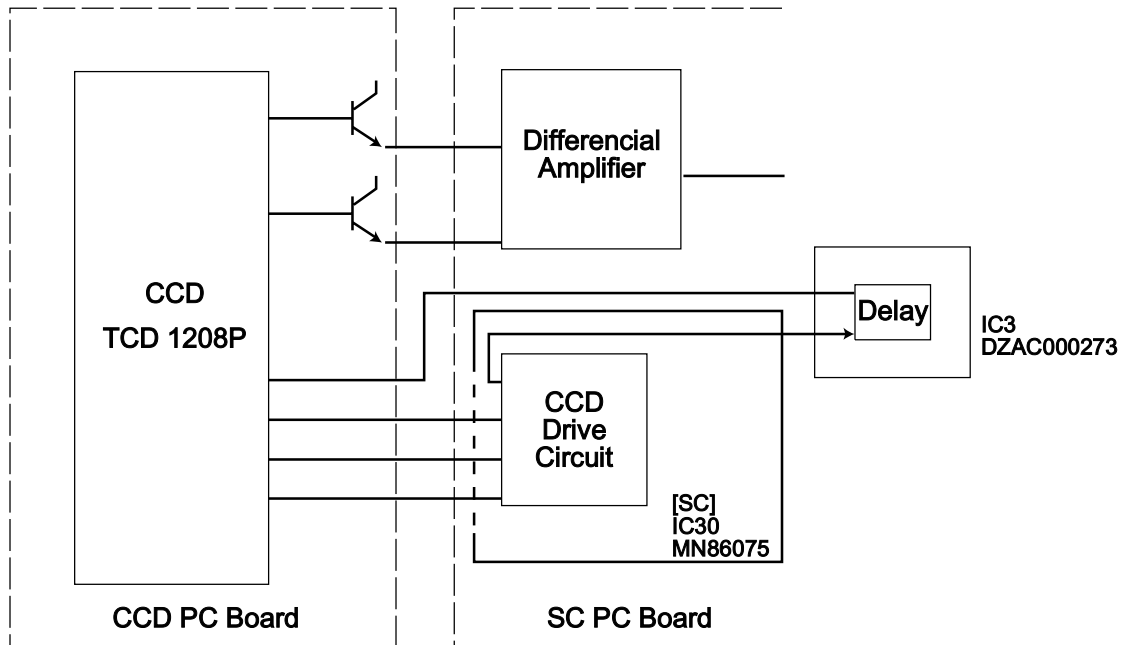 Differencial
Amplifier
CCD
TCD 1208P
Delay
IC3
DZAC000273
CCD
Drive
Circuit
[SC]
IC30
MN86075
CCD PC Board
SC PC Board